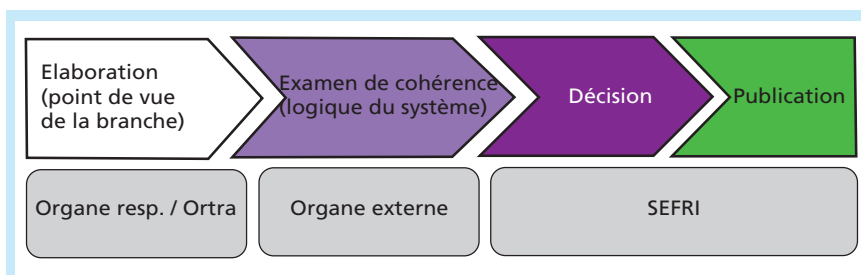 Elaboration
(point de vue
de la branche)
Examen de cohérence
(logique du système)
Décision
Publication
Organe resp. / Ortra
Organe externe
SEFRI